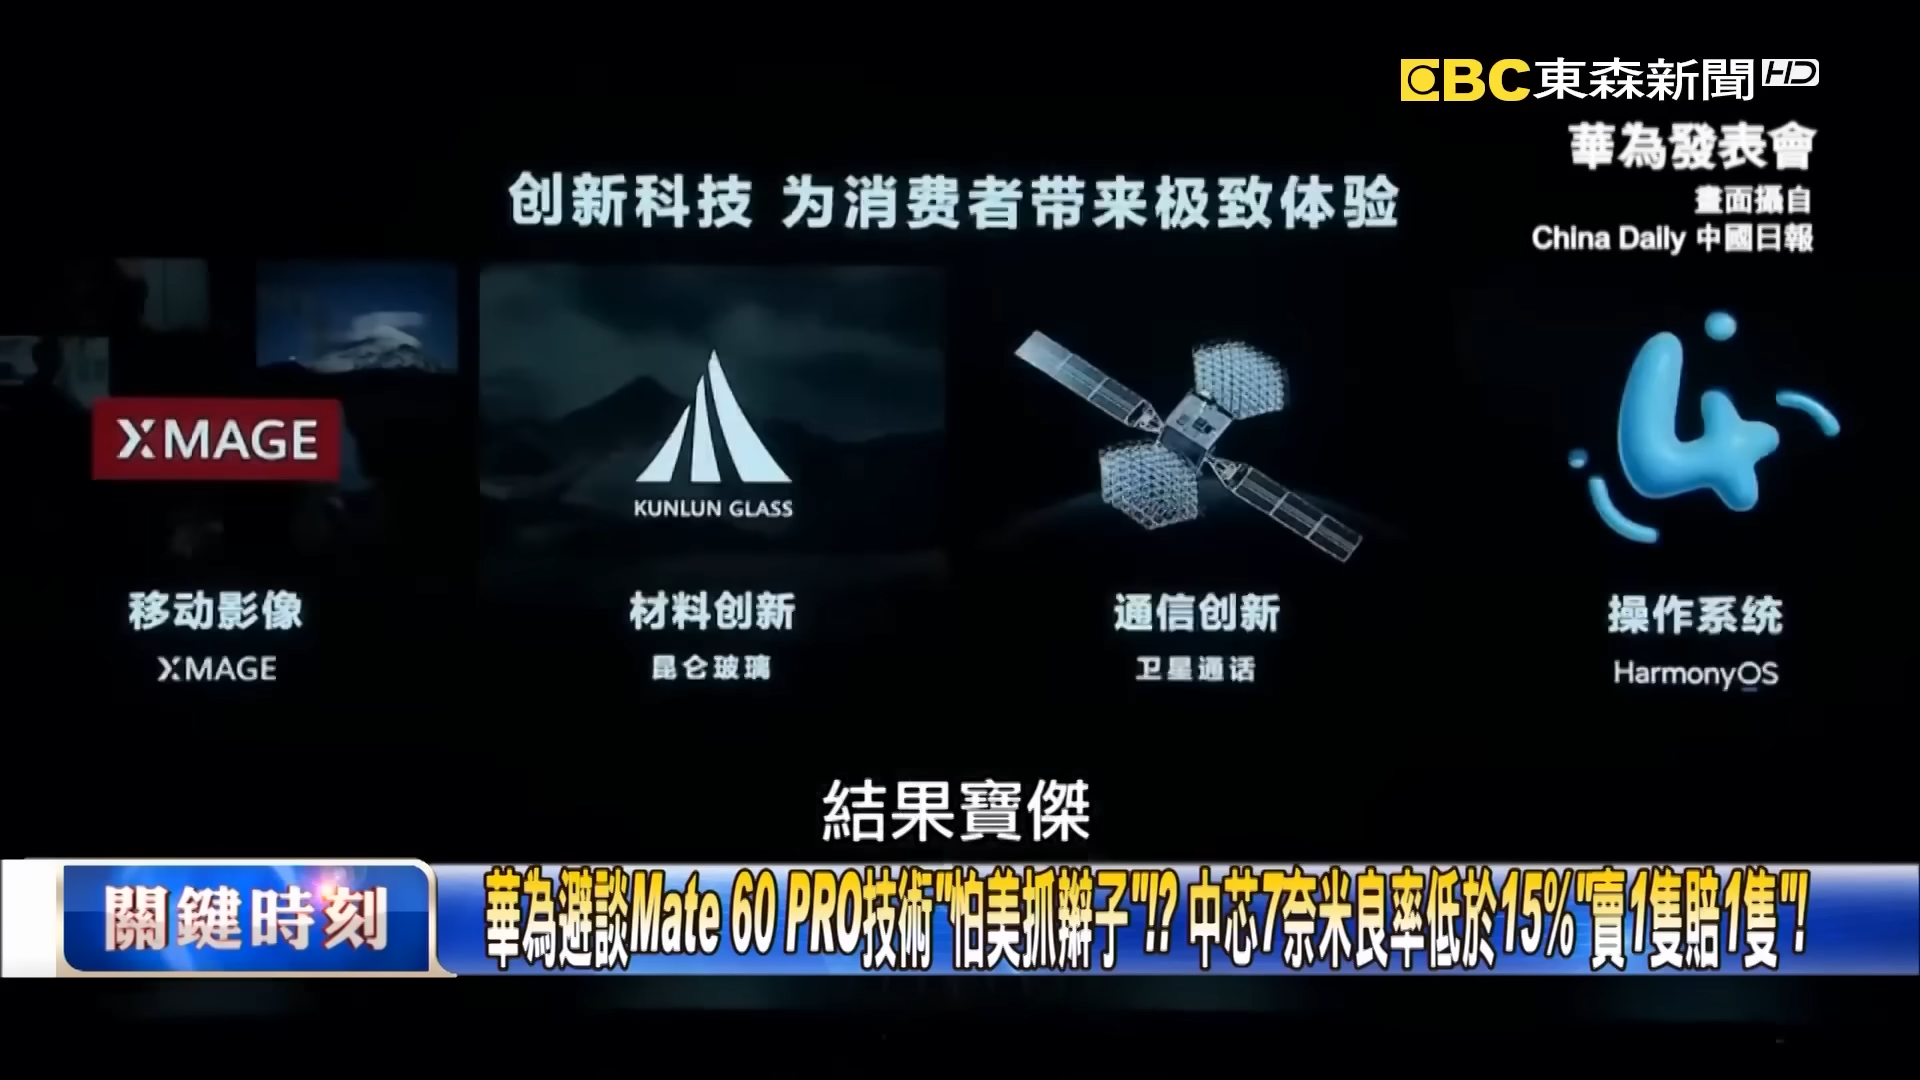 EBC東森新聞HD
華為發表會
畫面攝自
China Daily 中國日報
创新科技 为消费者带来极致体验
XMAGE
KUNLUN GLASS
移动影像
材料创新
通信创新
操作系统
XMAGE
昆仑玻璃
卫星通话
HarmonyOS
結果寶傑
關鍵時刻
華為避談Mate 60 PRO技術"怕美抓辮子"!? 中芯7奈米良率低於15%"賣1隻賠1隻"!